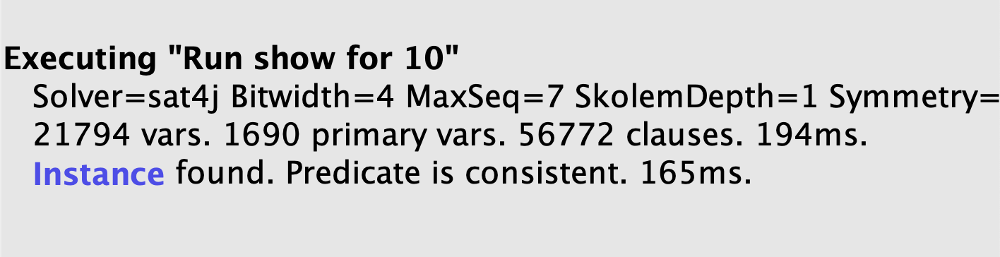 Executing "Run show for 10"
Solver=sat4j Bitwidth=4 MaxSeq=7 SkolemDepth=1 Symmetry=
21794 vars. 1690 primary vars. 56772 clauses. 194ms.
Instance found. Predicate is consistent. 165ms.